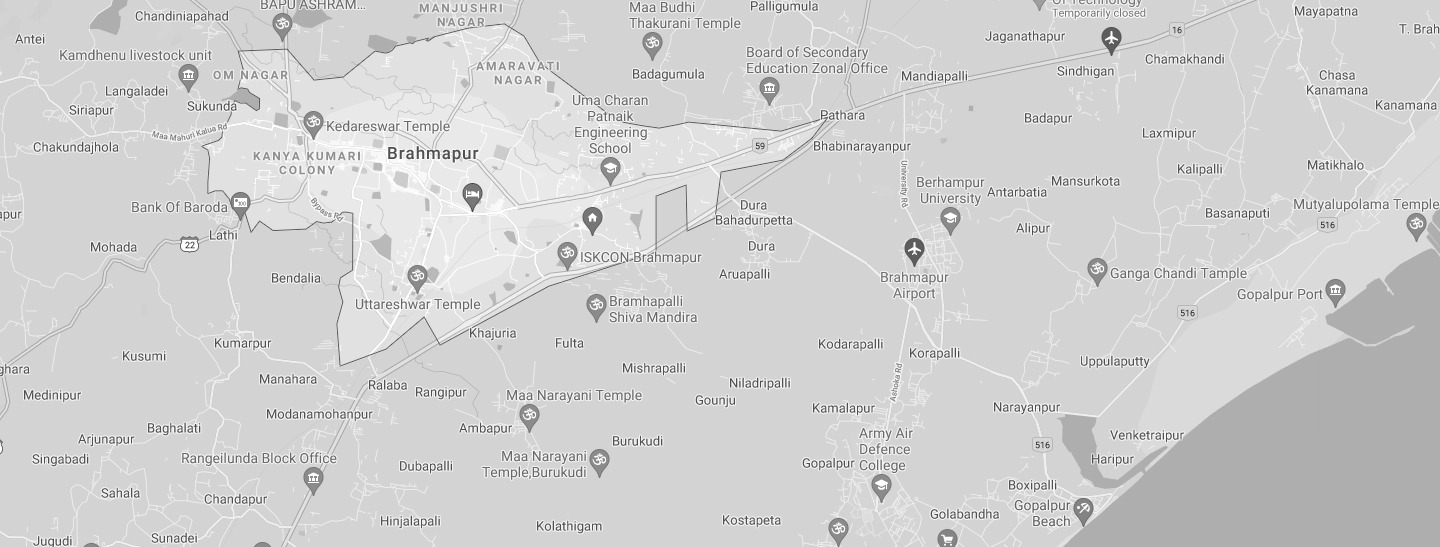 BAPU ASHRAM...
Chandiniapahad
MANJUSHRI
NAGAR
Maa Budhi
Thakurani Temple
Palligumula
Of Technology
Temporarily closed
Mayapatna
Antei
Kamdhenu livestock unit
OM NAGAR
AMARAVATI
NAGAR
Badagumula
Board of Secondary
Education Zonal Office
Jaganathapur
16
T. Brah
Langaladei
Siriapur
Sukunda
Mandiapalli
Sindhigan
Chamakhandi
Chasa
Kanamana
Kanamana
Maa Mahuri Kalua Rd
Kedareswar Temple
Uma Charan
Patnaik
Engineering
School
Pathara
Badapur
Laxmipur
Chakundajhola
KANYA KUMARI
COLONY
Brahmapur
59
Bhabinarayanpur
Kalipalli
Matikhalo
University Rd
Berhampur
University
Antarbatia
Mansurkota
Bank Of Baroda
100
Bypass Rd
Dura
Bahadurpetta
Basanaputi
Mutyalupolama Temple
apur
Lathi
Mohada
22
Dura
Alipur
516
Bendalia
ISKCON Brahmapur
Aruapalli
Brahmapur
Airport
Ganga Chandi Tample
Gopalpur Port
Uttareshwar Temple
Bramhapalli
Shiva Mandira
516
Khajuria
Fulta
Kumarpur
Kusumi
Kodarapalli
Korapalli
Uppulaputty
ghara
Mishrapalli
Manahara
Ralaba
Rangipur
Niladripalli
Ashoka Rd
Medinipur
Maa Narayani Temple
Gounju
Kamalapur
Narayanpur
Modanamohanpur
Baghalati
Ambapur
Burukudi
Army Air
Defence
College
516
Venketraipur
Arjunapur
Singabadi
Rangeilunda Block Office
Dubapalli
Maa Narayani
Temple,Burukudi
Gopalpur
Haripur
Sahala
Chandapur
Boxipalli
Gopalpur
Beach
Hinjalapali
Kolathigam
Kostapeta
Golabandha
Jugudi
Sunadei